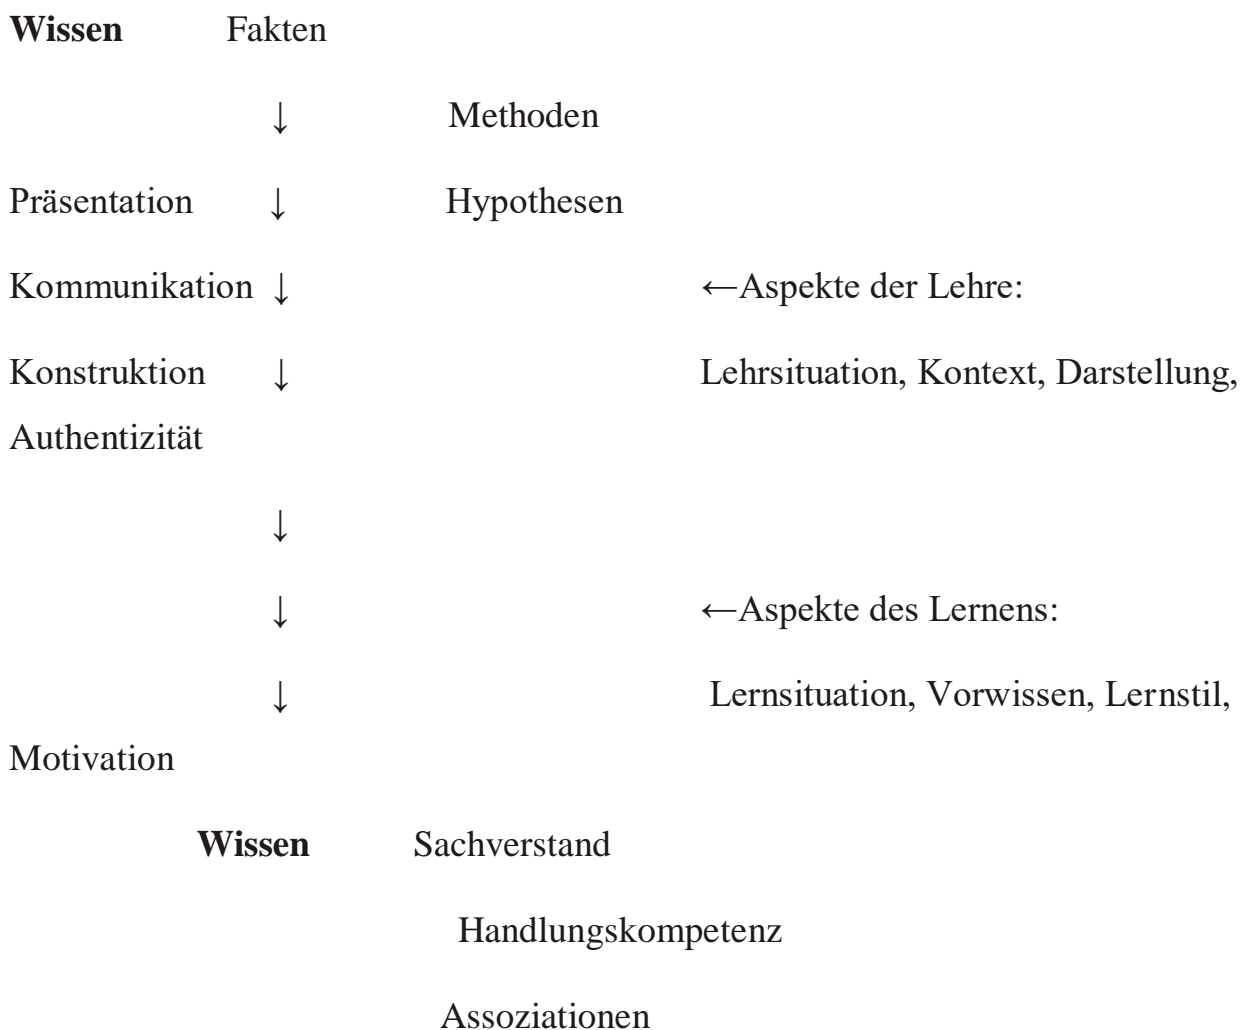 Wissen Fakten
↓ Methoden
Präsentation ↓ Hypothesen
Kommunikation ↓ ←Aspekte der Lehre:
Konstruktion ↓ Lehrsituation, Kontext, Darstellung,
Authentizität
↓
↓ ←Aspekte des Lernens:
↓ Lernsituation, Vorwissen, Lernstil,
Motivation
Wissen Sachverstand
Handlungskompetenz
Assoziationen